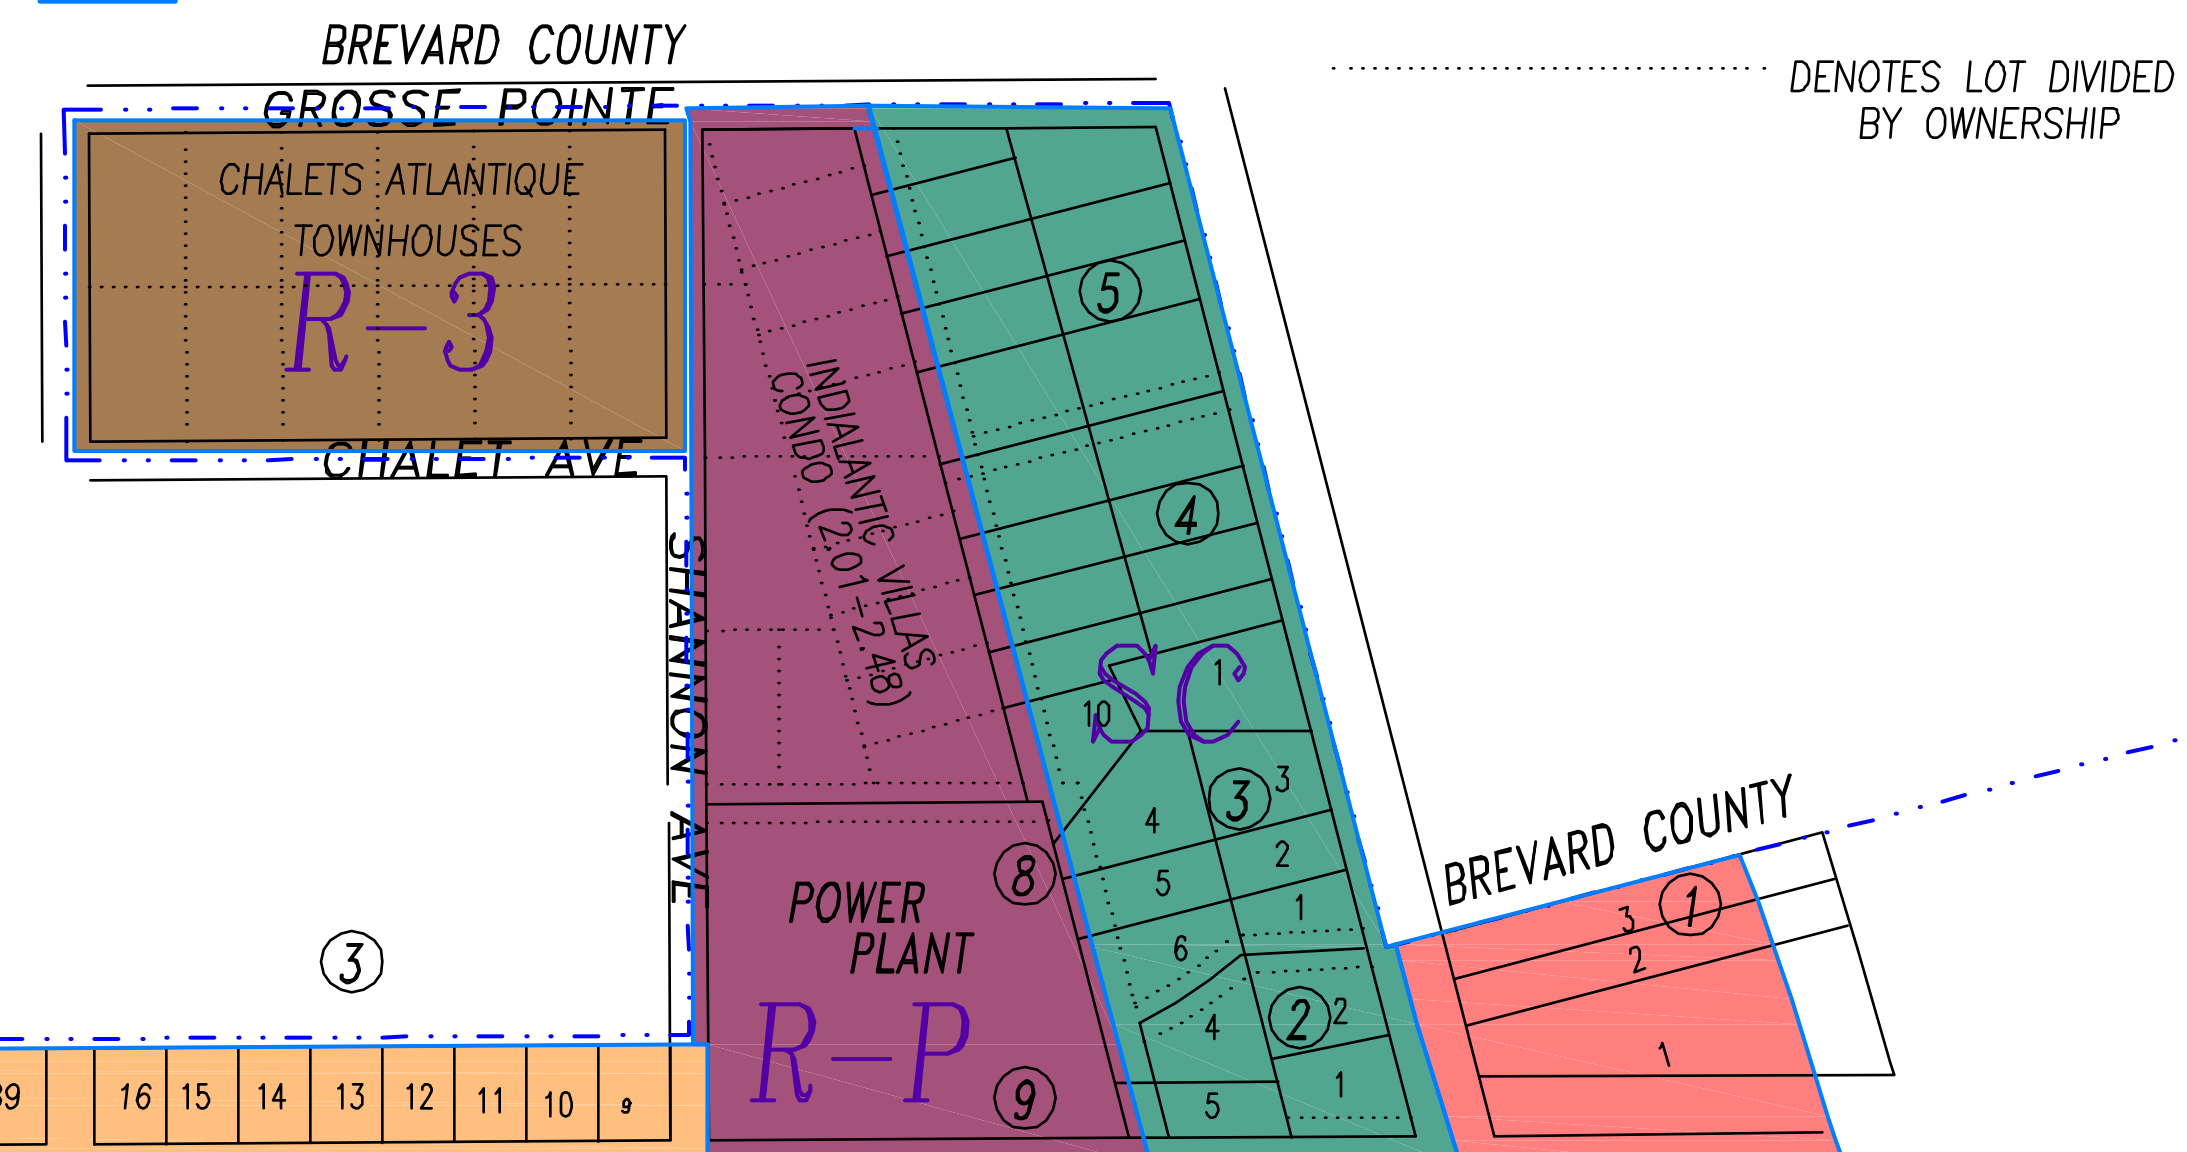 BREVARD COUNTY
DENOTES LOT DIVIDED
BY OWNERSHIP
GROSSE POINTE
CHALETS ATLANTIQUE
TOWNHOUSES
R-3
CHALET AVE
SHANNON AVE
INDIALANTIC VILLAS
CONDO (2.01-2.48)
5
4
SC
1
10
3
3
4
2
5
1
6
2
2
4
1
5
8
POWER
PLANT
R-P
9
BREVARD COUNTY
1
3
2
1
3
39
16
15
14
13
12
11
10
9